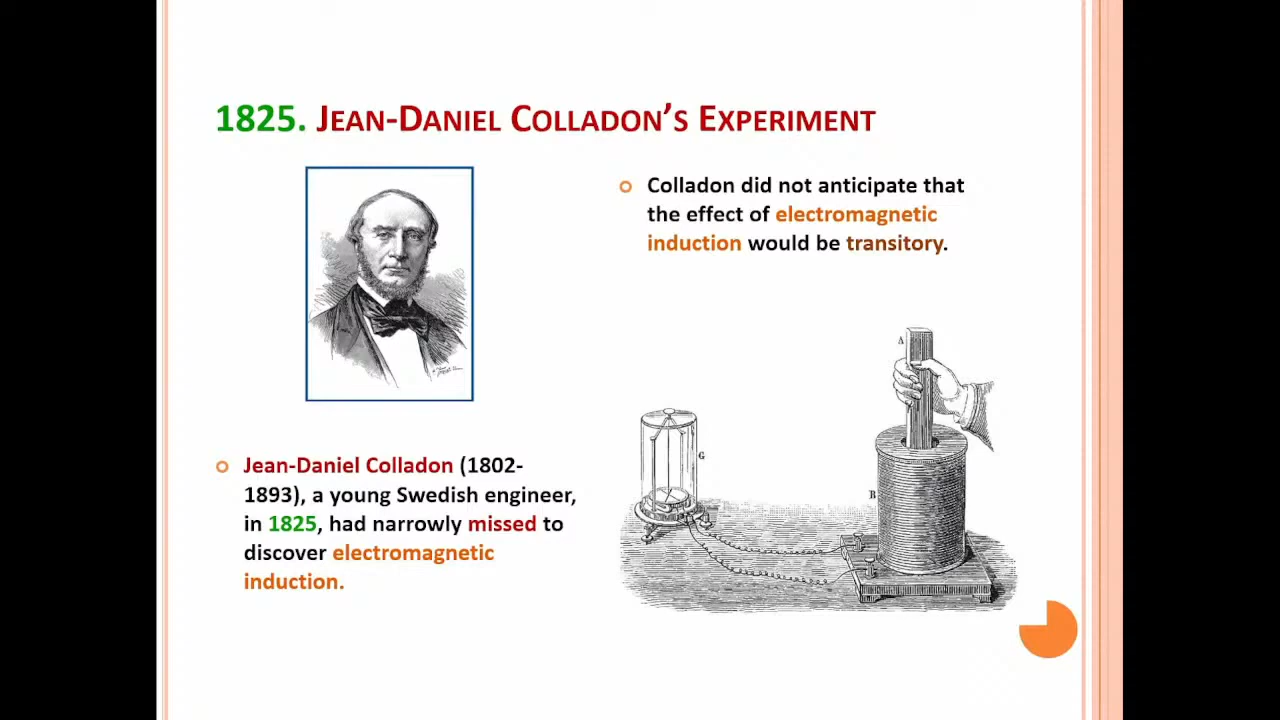 1825. Jean-Daniel Colladon's Experiment
Colladon did not anticipate that
the effect of electromagnetic
induction would be transitory.
Jean-Daniel Colladon (1802-
1893), a young Swedish engineer,
in 1825, had narrowly missed to
discover electromagnetic
induction.
A
G
B